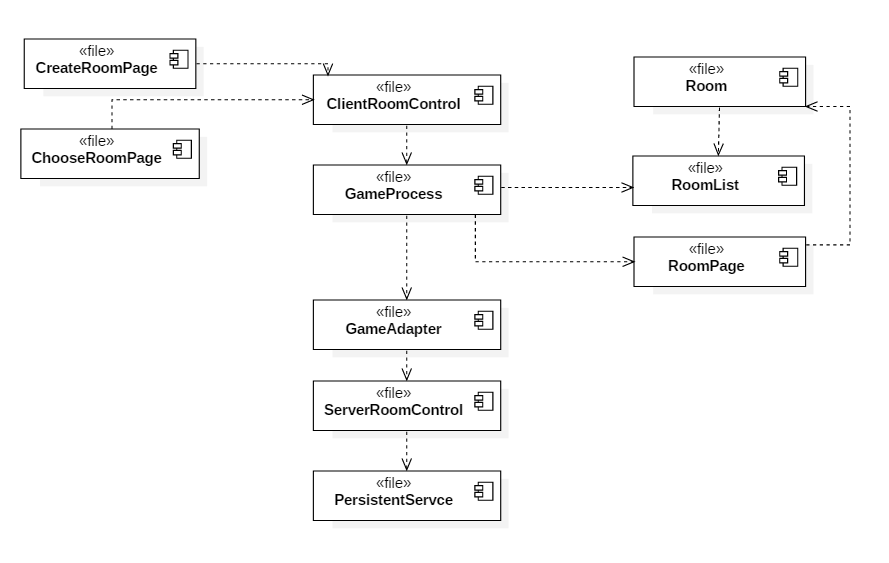 «file»
CreateRoomPage
«file»
ChooseRoomPage
«file»
ClientRoomControl
«file»
GameProcess
«file»
GameAdapter
«file»
ServerRoomControl
«file»
PersistentServce
«file»
Room
«file»
RoomList
«file»
RoomPage